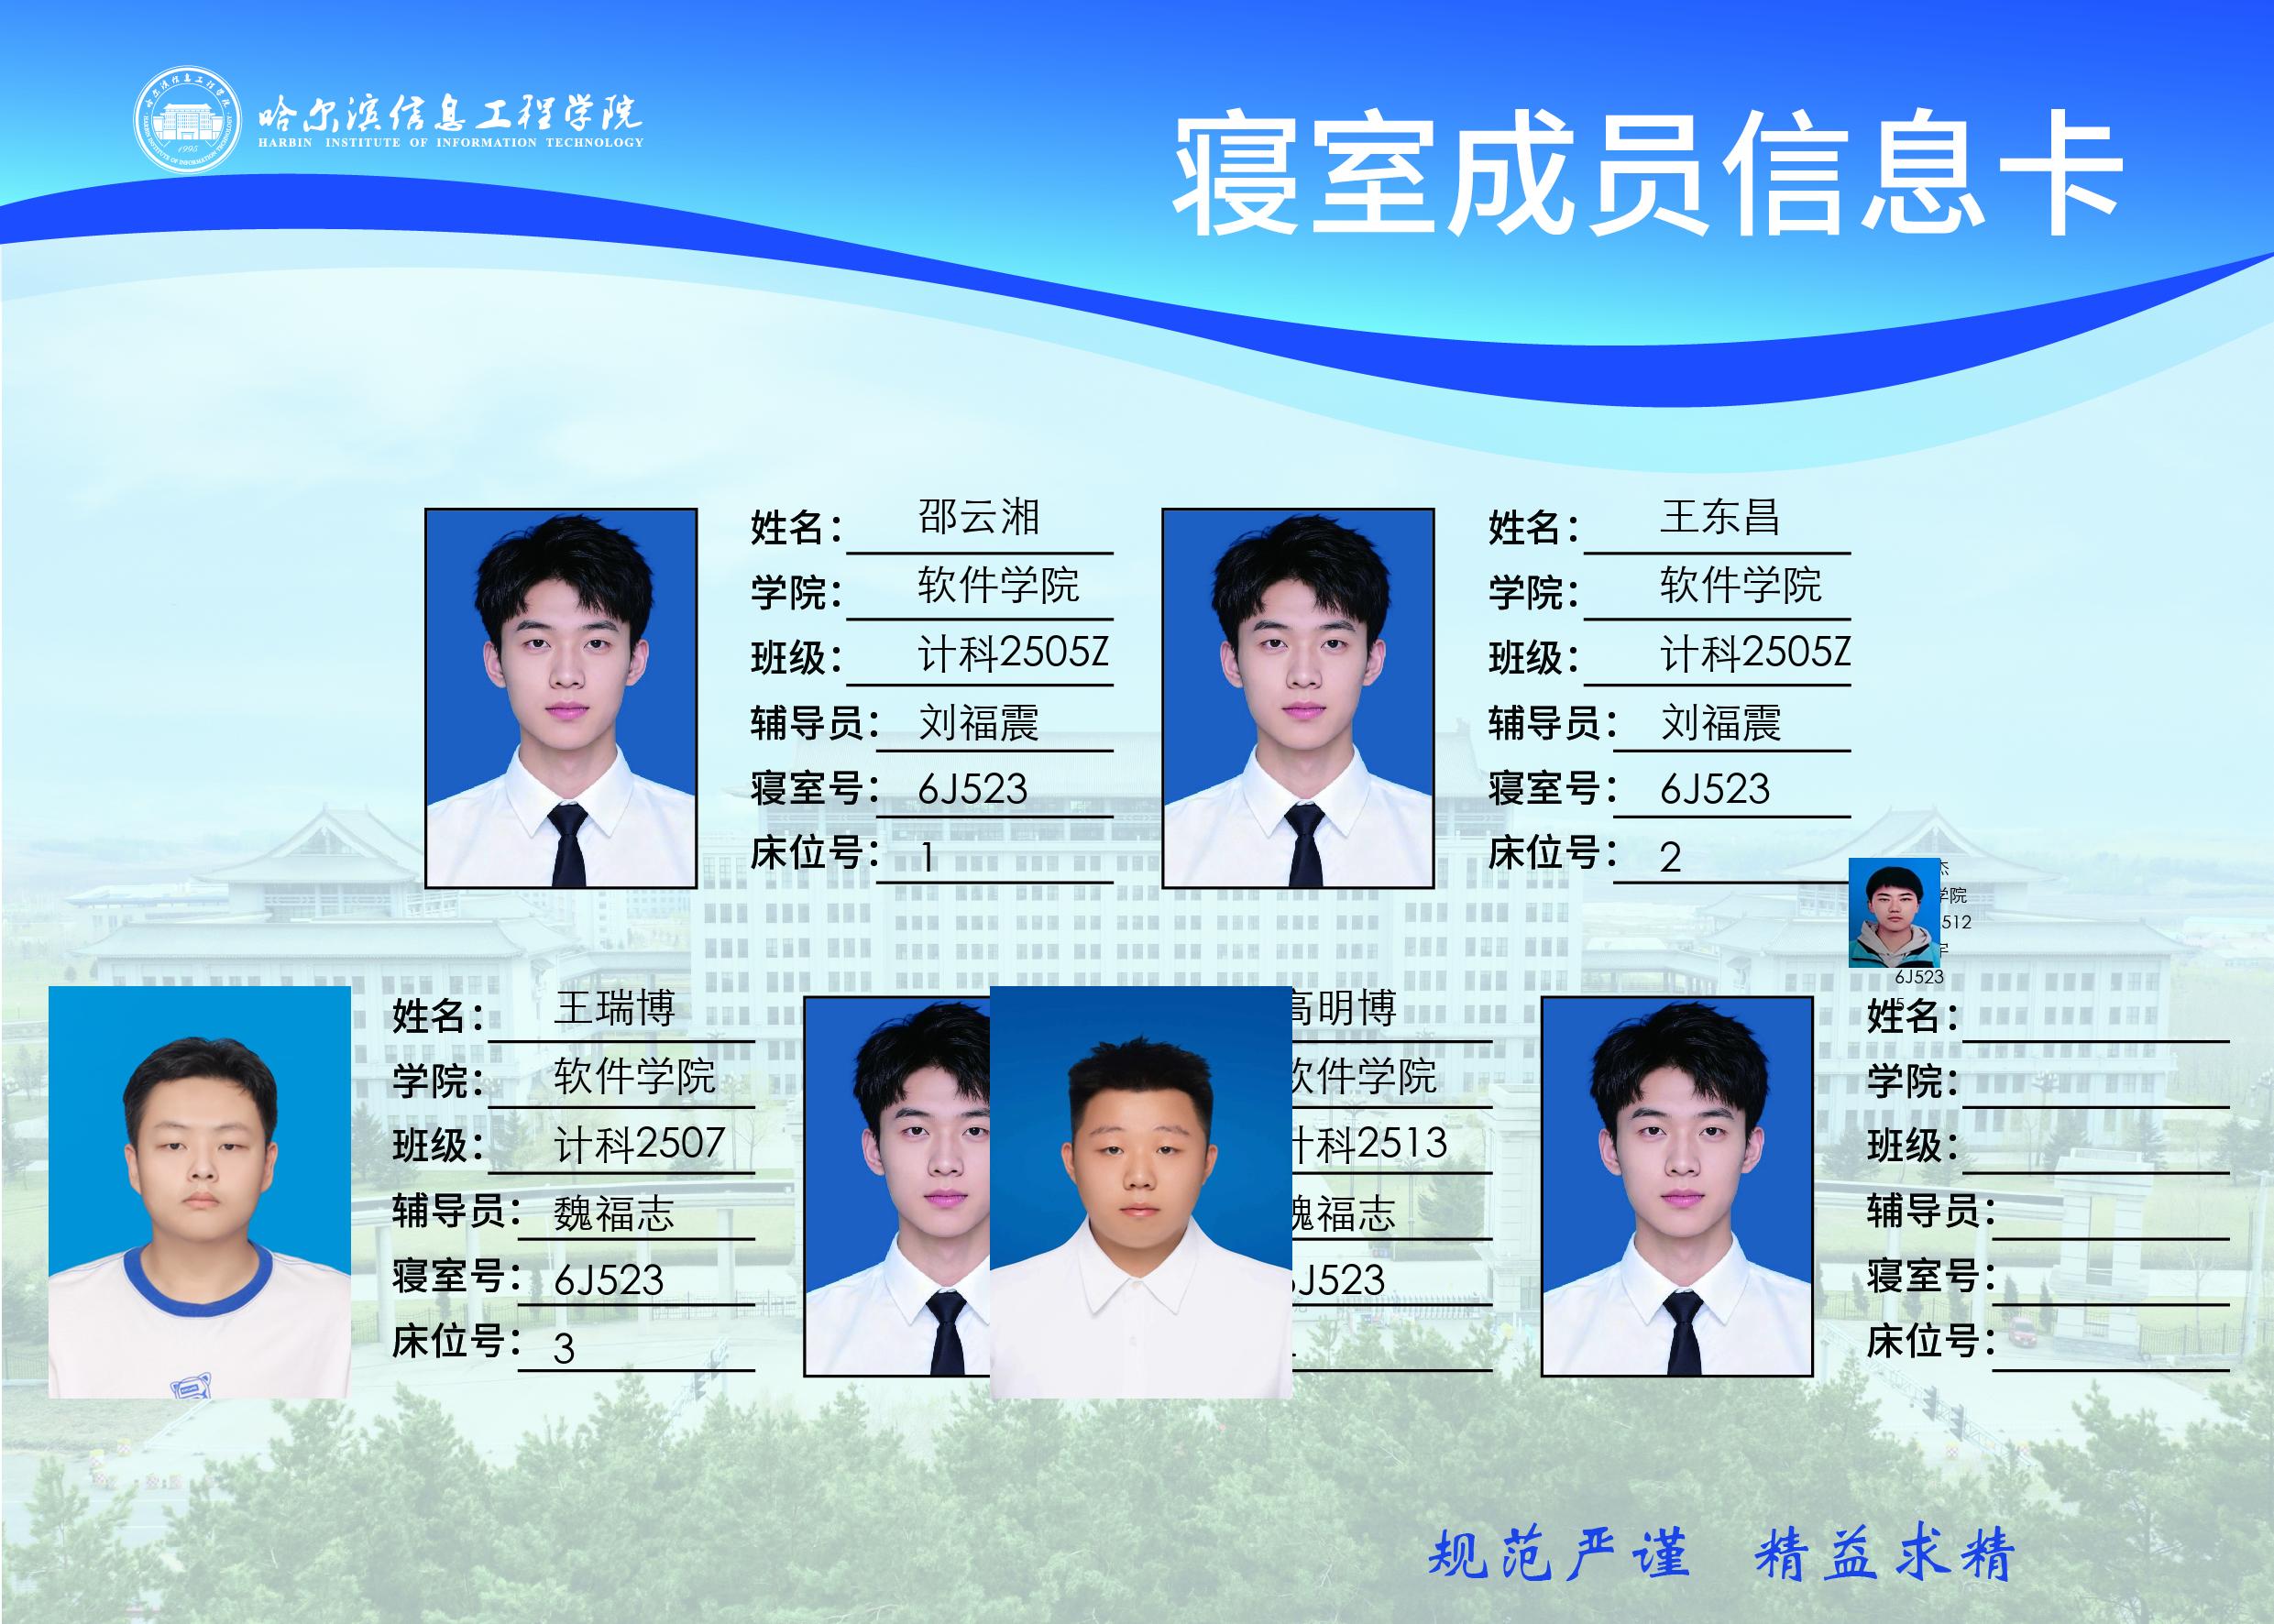 哈尔滨信息工程学院
HARBIN INSTITUTE OF INFORMATION TECHNOLOGY
1995
寝室成员信息卡
姓名：邵云湘
学院：软件学院
班级：计科2505Z
辅导员：刘福震
寝室号：6J523
床位号：1
姓名：王东昌
学院：软件学院
班级：计科2505Z
辅导员：刘福震
寝室号：6J523
床位号：2
杰
学院
512
宇
6J523
姓名：王瑞博
学院：软件学院
班级：计科2507
辅导员：魏福志
寝室号：6J523
床位号：3
高明博
软件学院
计科2513
魏福志
6J523
姓名：
学院：
班级：
辅导员：
寝室号：
床位号：
规范严谨 精益求精